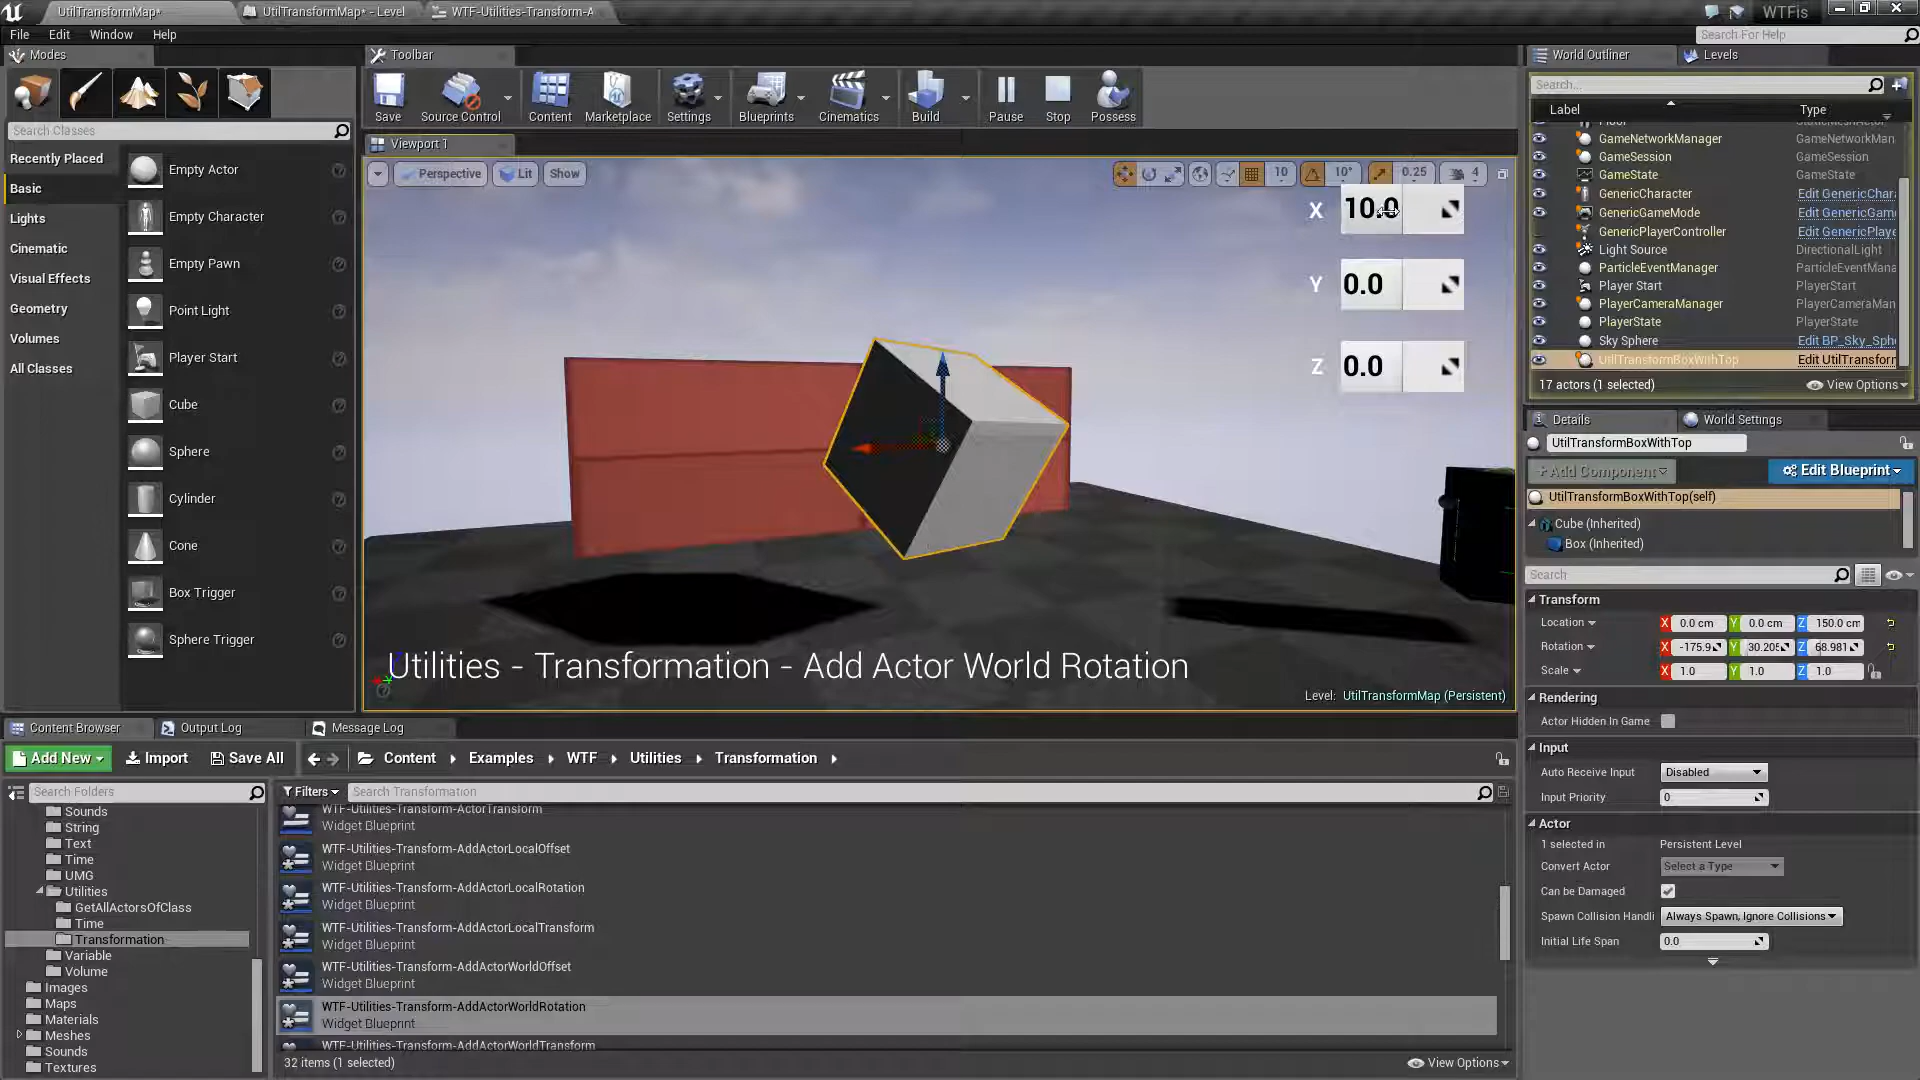 UtilTransformMap*
UtilTransformMap* - Level
WTF-Utilities-Transform-A
WTFis
File Edit Window Help
Search For Help
Modes
Toolbar
World Outliner
Levels
Save
Source Control
Content
Marketplace
Settings
Blueprints
Cinematics
Build
Pause
Stop
Possess
Search...
Label
Type
Search Classes
Viewport 1
Recently Placed
Basic
Lights
Cinematic
Visual Effects
Geometry
Volumes
All Classes
Empty Actor
Empty Character
Empty Pawn
Point Light
Player Start
Cube
Sphere
Cylinder
Cone
Box Trigger
Sphere Trigger
Perspective
Lit
Show
10
10°
0.25
4
X 10.0
Y 0.0
Z 0.0
Utilities - Transformation - Add Actor World Rotation
Level: UtilTransformMap (Persistent)
GameNetworkManager GameNetworkMan
GameSession GameSession
GameState GameState
GenericCharacter Edit GenericChar
GenericGameMode Edit GenericGam
GenericPlayerController Edit GenericPlaye
Light Source DirectionalLight
ParticleEventManager ParticleEventMana
Player Start PlayerStart
PlayerCameraManager PlayerCameraMan
PlayerState PlayerState
Sky Sphere Edit BP_Sky_Sph
UtilTransformBoxWithTop Edit UtilTransform
17 actors (1 selected)
View Options
Details
World Settings
UtilTransformBoxWithTop
+ Add Component
Edit Blueprint
UtilTransformBoxWithTop(self)
Cube (Inherited)
Box (Inherited)
Search
Transform
Location X 0.0 cm Y 0.0 cm Z 150.0 cm
Rotation X -175.9 Y 30.205 Z 68.981
Scale X 1.0 Y 1.0 Z 1.0
Rendering
Actor Hidden In Game
Input
Auto Receive Input Disabled
Input Priority 0
Actor
1 selected in Persistent Level
Convert Actor Select a Type
Can be Damaged
Spawn Collision Handli Always Spawn, Ignore Collisions
Initial Life Span 0.0
Content Browser
Output Log
Message Log
Add New
Import
Save All
Content
Examples
WTF
Utilities
Transformation
Search Folders
Filters
Search Transformation
Sounds
String
Text
Time
UMG
Utilities
GetAllActorsOfClass
Time
Transformation
Variable
Volume
Images
Maps
Materials
Meshes
Sounds
Textures
WTF-Utilities-Transform-ActorTransform
Widget Blueprint
WTF-Utilities-Transform-AddActorLocalOffset
Widget Blueprint
WTF-Utilities-Transform-AddActorLocalRotation
Widget Blueprint
WTF-Utilities-Transform-AddActorLocalTransform
Widget Blueprint
WTF-Utilities-Transform-AddActorWorldOffset
Widget Blueprint
WTF-Utilities-Transform-AddActorWorldRotation
Widget Blueprint
WTF-Utilities-Transform-AddActorWorldTransform
32 items (1 selected)
View Options